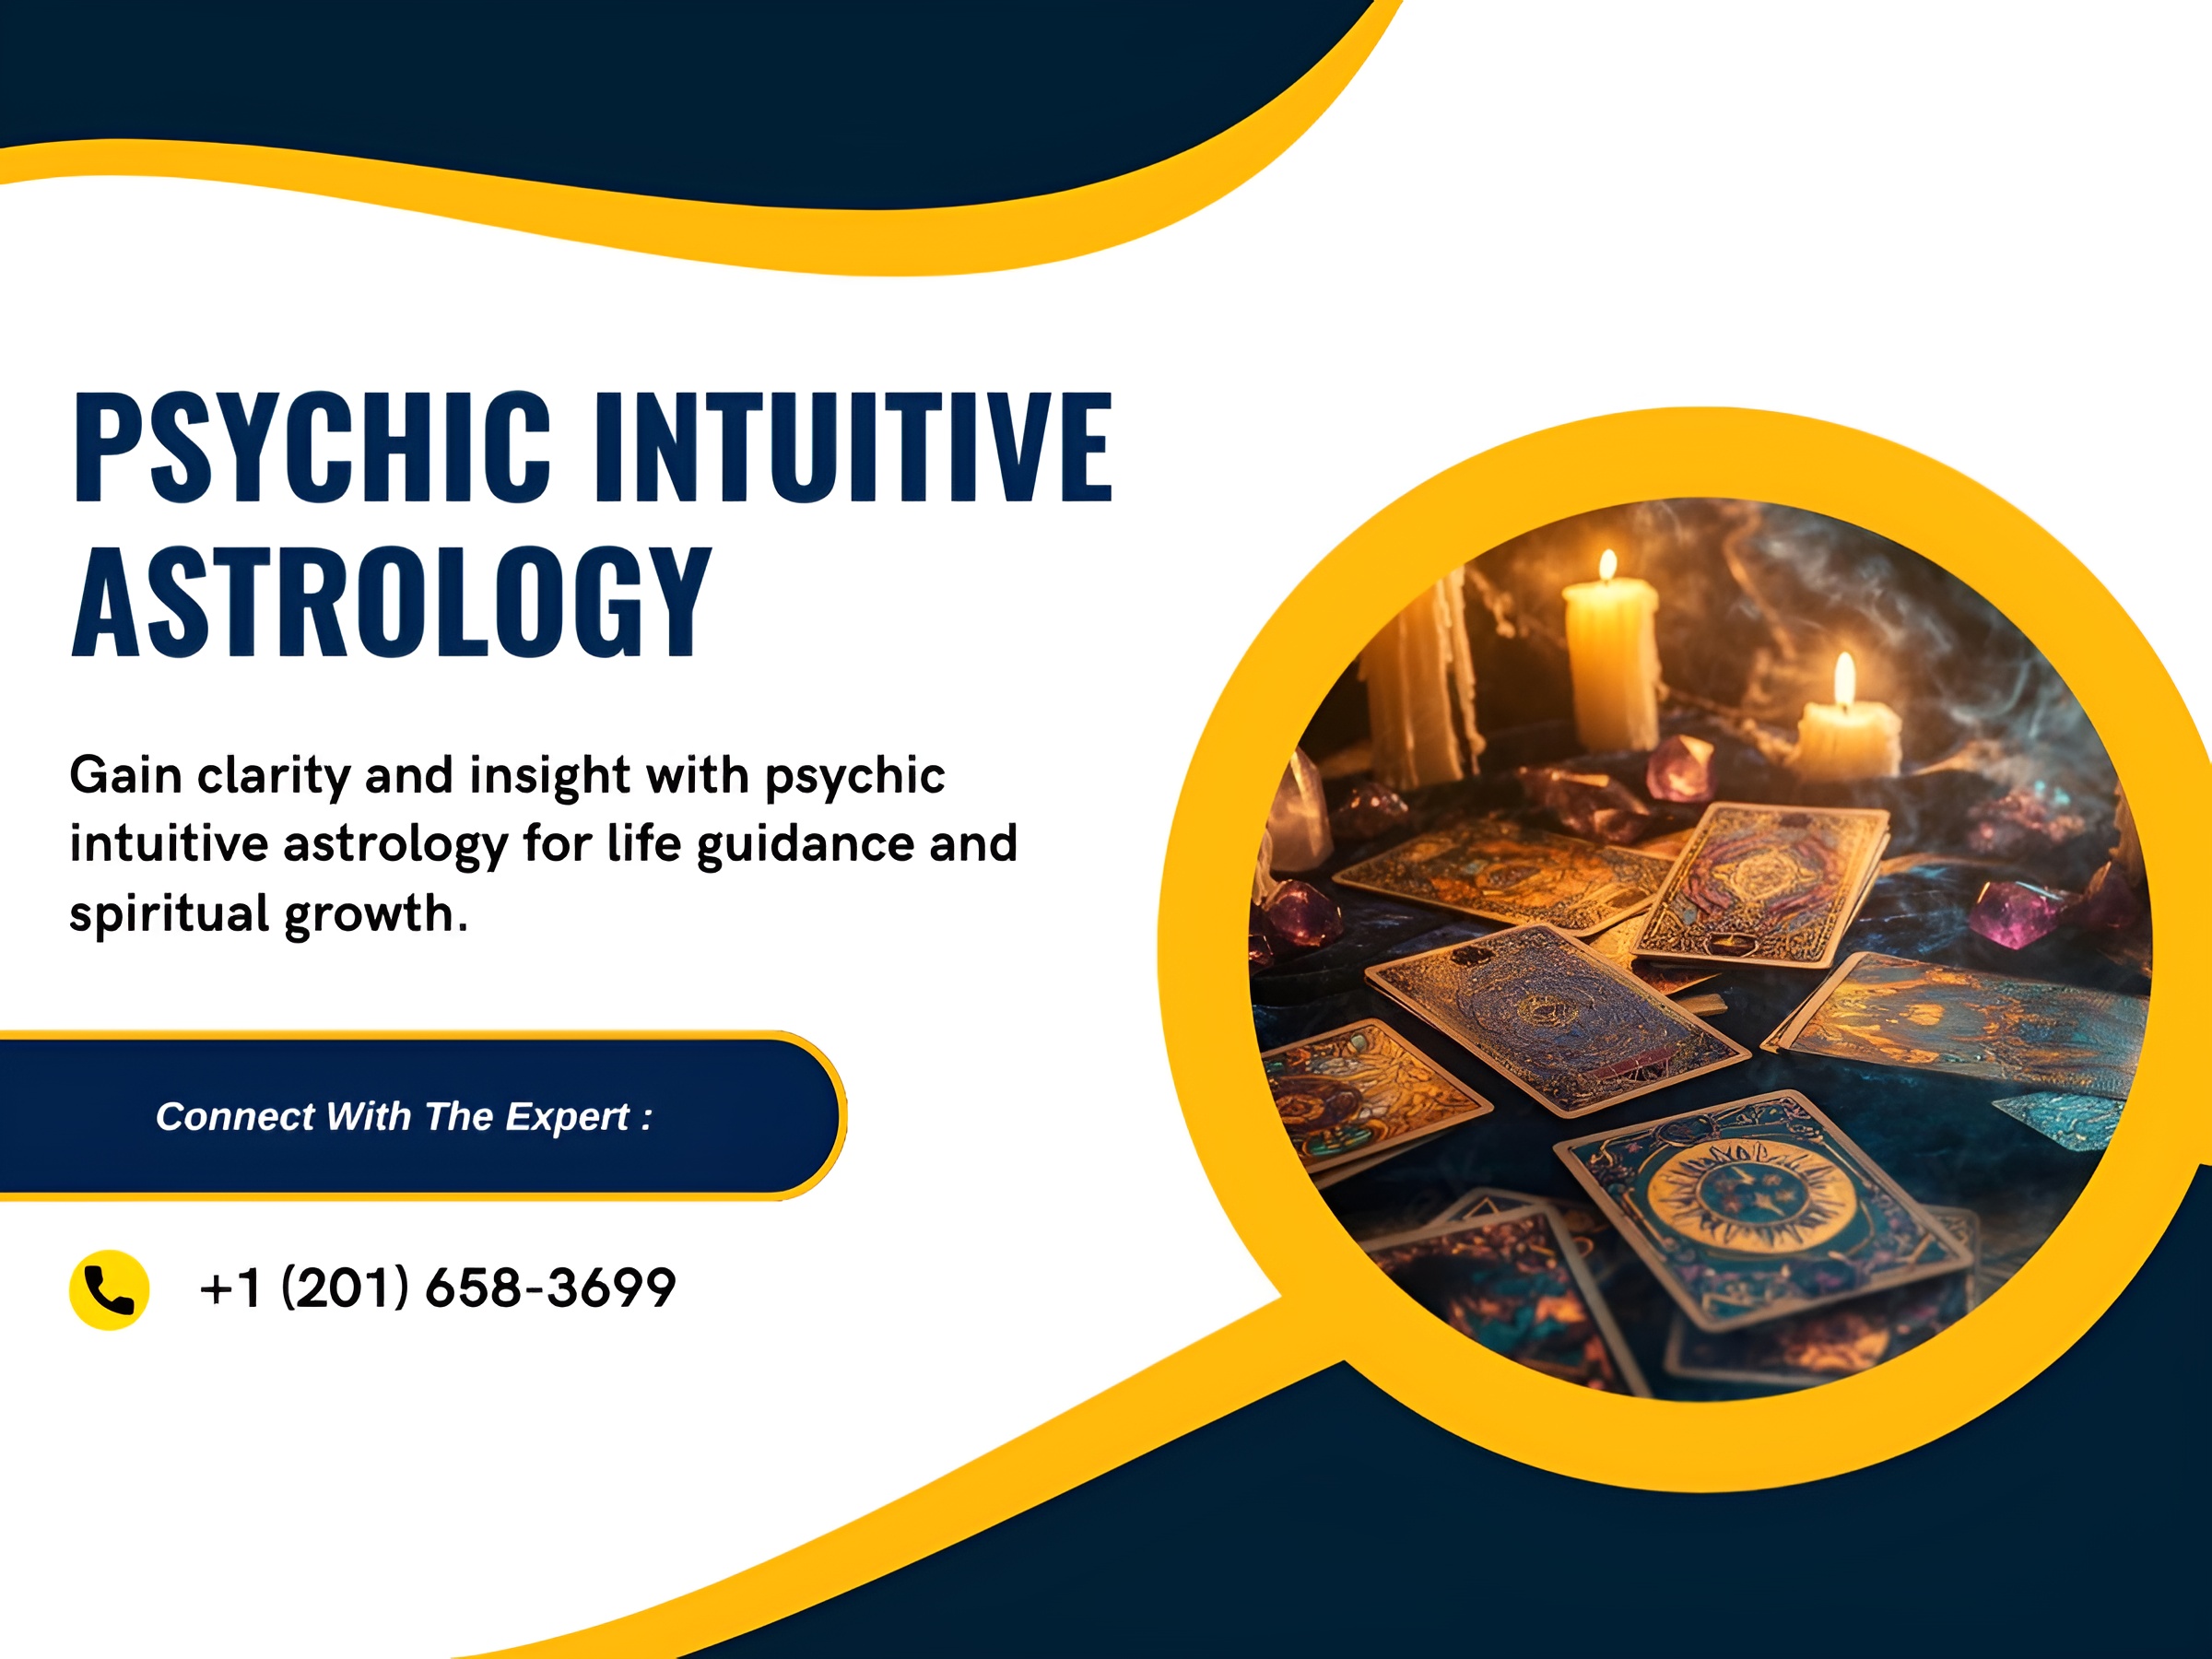 PSYCHIC INTUITIVE
ASTROLOGY
Gain clarity and insight with psychic
intuitive astrology for life guidance and
spiritual growth.
Connect With The Expert :
+1 (201) 658-3699